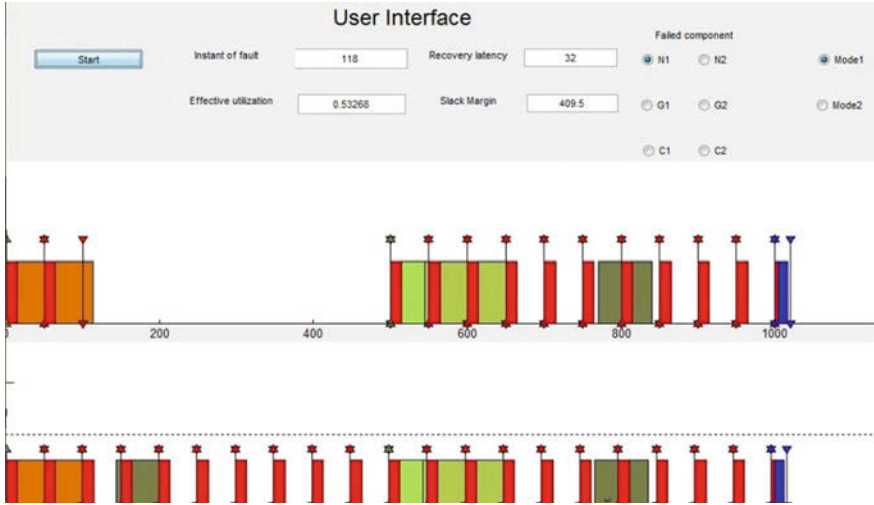 User Interface
Failed component
Start Instant of fault 118 Recovery latency 32 N1 N2 Mode1
Effective utilization 0.53268 Slack Margin 409.5 G1 G2 Mode2
C1 C2
0 200 400 600 800 1000